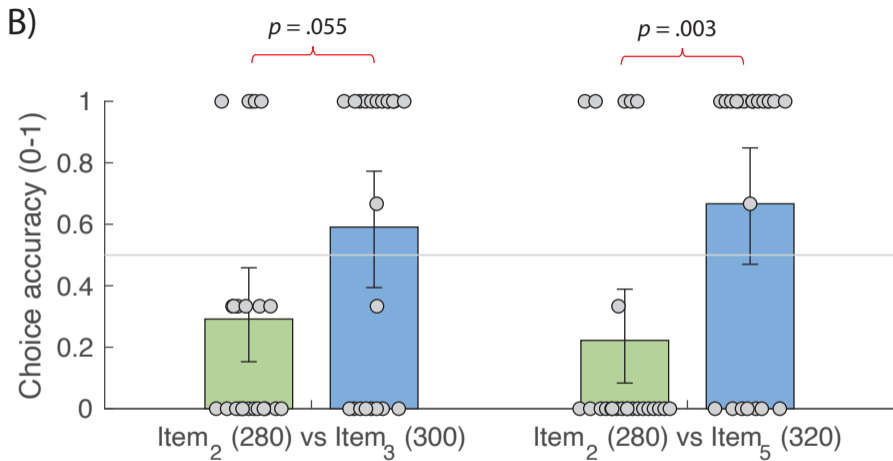 B)
p = .055
p = .003
Choice accuracy (0-1)
1
0.8
0.6
0.4
0.2
0
Item2 (280) vs Item3 (300)
Item2 (280) vs Item5 (320)